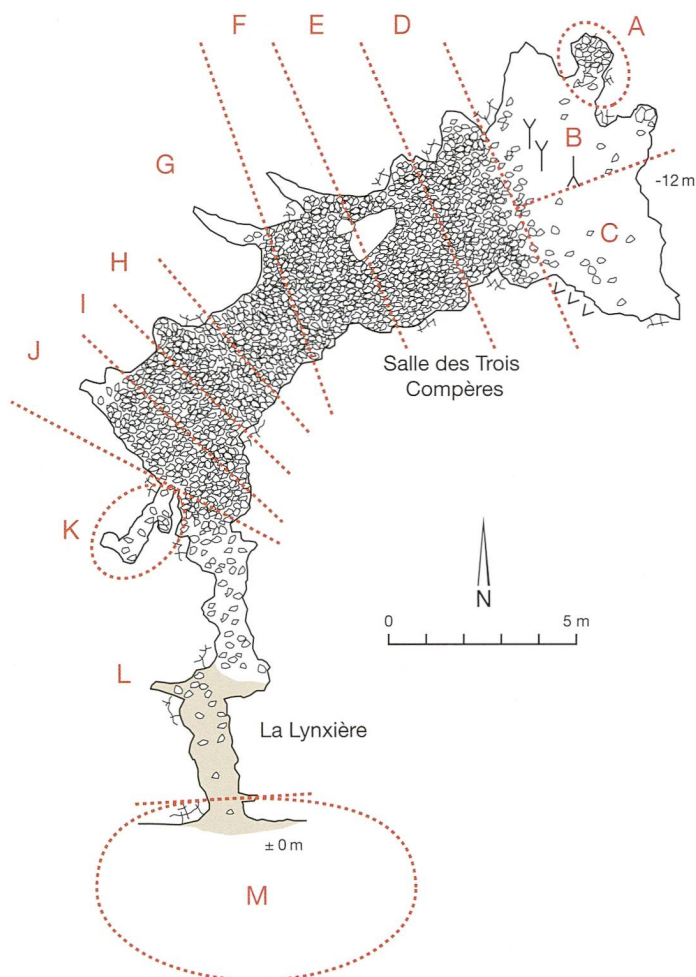 F
E
D
A
G
B
-12 m
C
H
I
Salle des Trois
Compères
J
K
N
0
5 m
L
La Lynxière
± 0 m
M